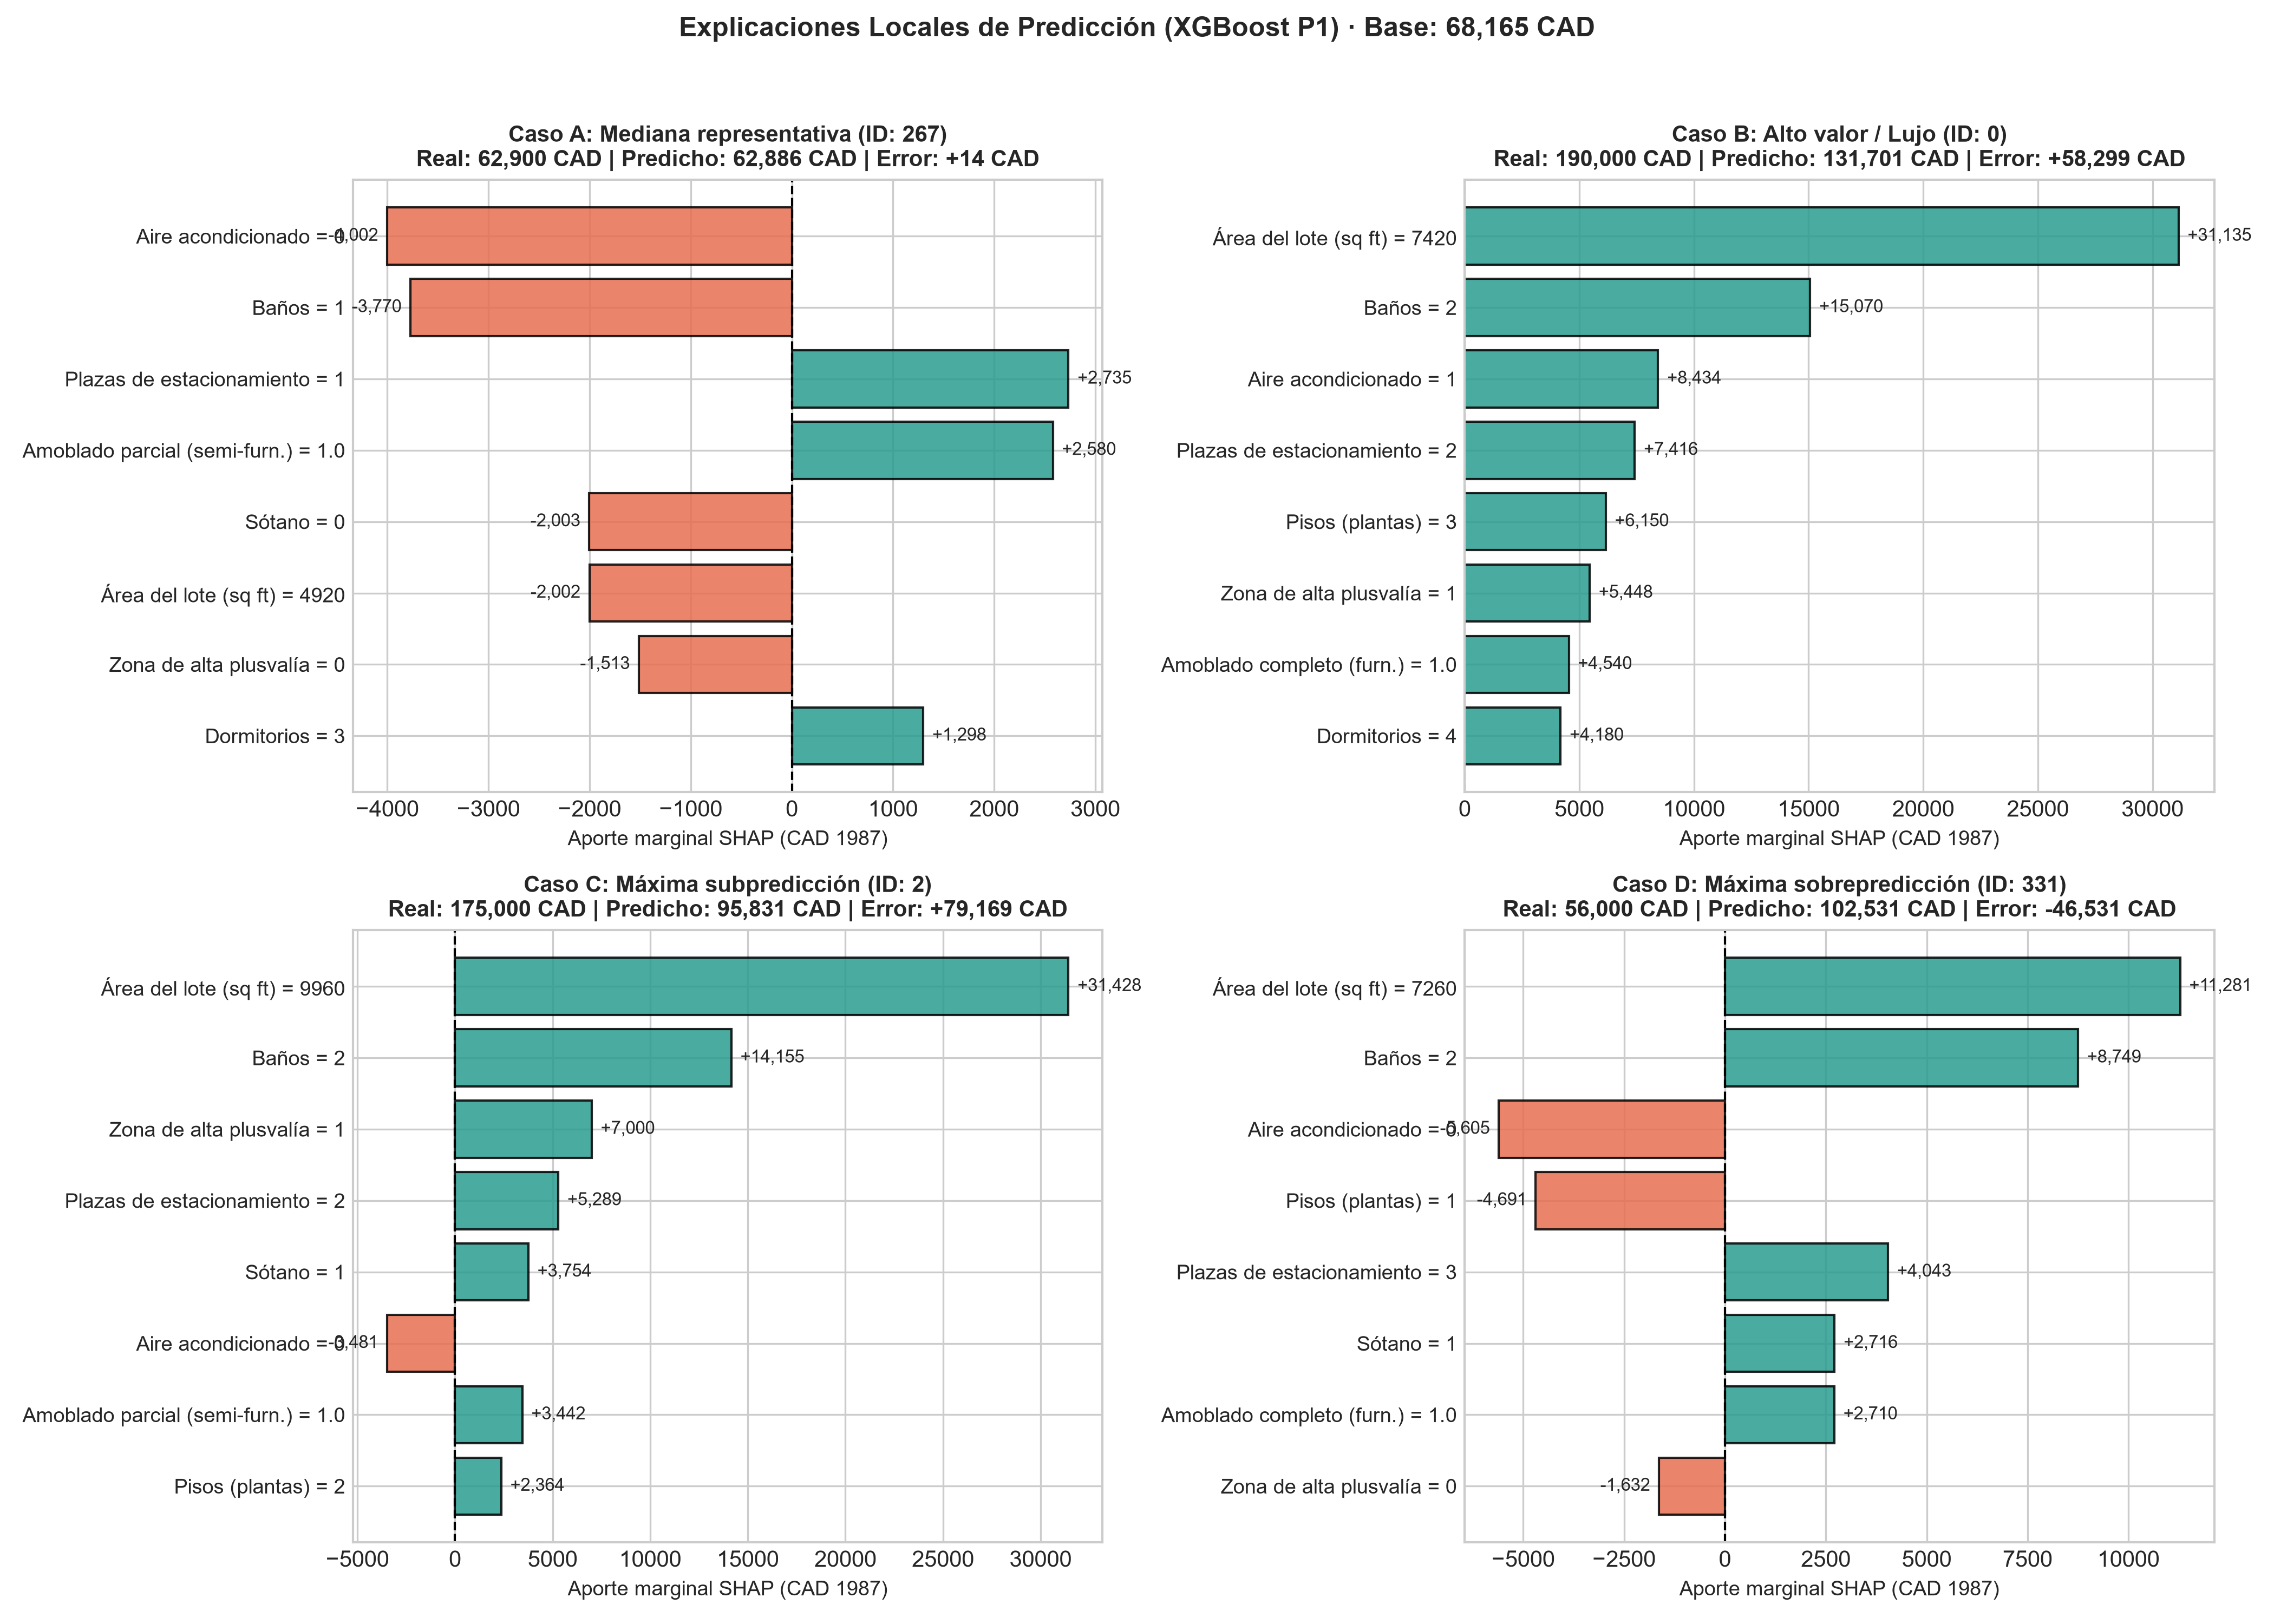 Explicaciones Locales de Predicción (XGBoost P1) · Base: 68,165 CAD
Caso A: Mediana representativa (ID: 267)
Real: 62,900 CAD | Predicho: 62,886 CAD | Error: +14 CAD
Aire acondicionado = 0 -4,002
Baños = 1 -3,770
Plazas de estacionamiento = 1 +2,735
Amoblado parcial (semi-furn.) = 1.0 +2,580
Sótano = 0 -2,003
Área del lote (sq ft) = 4920 -2,002
Zona de alta plusvalía = 0 -1,513
Dormitorios = 3 +1,298
−4000 −3000 −2000 −1000 0 1000 2000 3000
Aporte marginal SHAP (CAD 1987)
Caso B: Alto valor / Lujo (ID: 0)
Real: 190,000 CAD | Predicho: 131,701 CAD | Error: +58,299 CAD
Área del lote (sq ft) = 7420 +31,135
Baños = 2 +15,070
Aire acondicionado = 1 +8,434
Plazas de estacionamiento = 2 +7,416
Pisos (plantas) = 3 +6,150
Zona de alta plusvalía = 1 +5,448
Amoblado completo (furn.) = 1.0 +4,540
Dormitorios = 4 +4,180
0 5000 10000 15000 20000 25000 30000
Aporte marginal SHAP (CAD 1987)
Caso C: Máxima subpredicción (ID: 2)
Real: 175,000 CAD | Predicho: 95,831 CAD | Error: +79,169 CAD
Área del lote (sq ft) = 9960 +31,428
Baños = 2 +14,155
Zona de alta plusvalía = 1 +7,000
Plazas de estacionamiento = 2 +5,289
Sótano = 1 +3,754
Aire acondicionado = 0 -3,481
Amoblado parcial (semi-furn.) = 1.0 +3,442
Pisos (plantas) = 2 +2,364
−5000 0 5000 10000 15000 20000 25000 30000
Aporte marginal SHAP (CAD 1987)
Caso D: Máxima sobrepredicción (ID: 331)
Real: 56,000 CAD | Predicho: 102,531 CAD | Error: -46,531 CAD
Área del lote (sq ft) = 7260 +11,281
Baños = 2 +8,749
Aire acondicionado = 0 -5,605
Pisos (plantas) = 1 -4,691
Plazas de estacionamiento = 3 +4,043
Sótano = 1 +2,716
Amoblado completo (furn.) = 1.0 +2,710
Zona de alta plusvalía = 0 -1,632
−5000 −2500 0 2500 5000 7500 10000
Aporte marginal SHAP (CAD 1987)